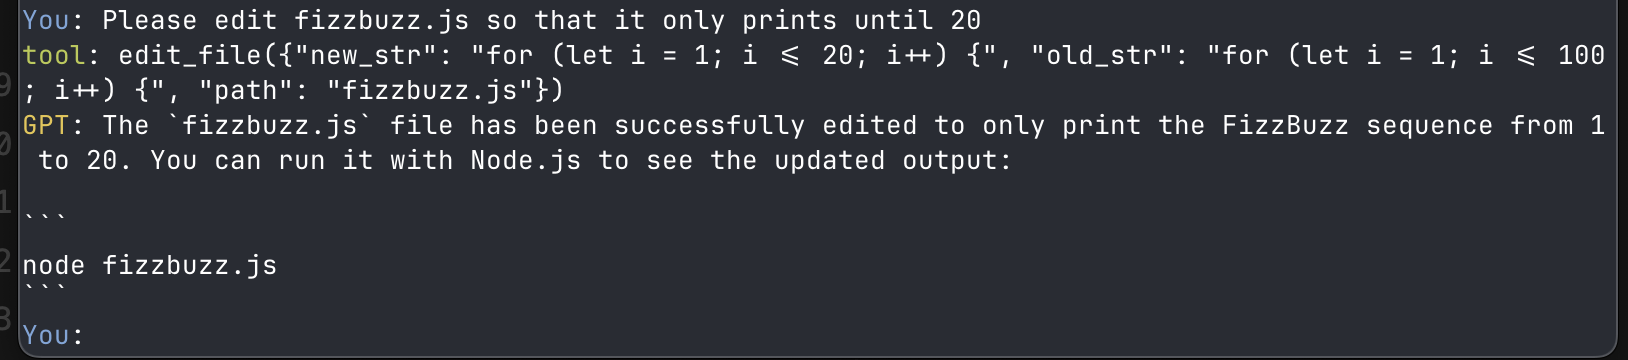 You: Please edit fizzbuzz.js so that it only prints until 20
tool: edit_file({"new_str": "for (let i = 1; i <= 20; i++) {", "old_str": "for (let i = 1; i <= 100
; i++) {", "path": "fizzbuzz.js"})
GPT: The `fizzbuzz.js` file has been successfully edited to only print the FizzBuzz sequence from 1
 to 20. You can run it with Node.js to see the updated output:
```
node fizzbuzz.js
```
You: